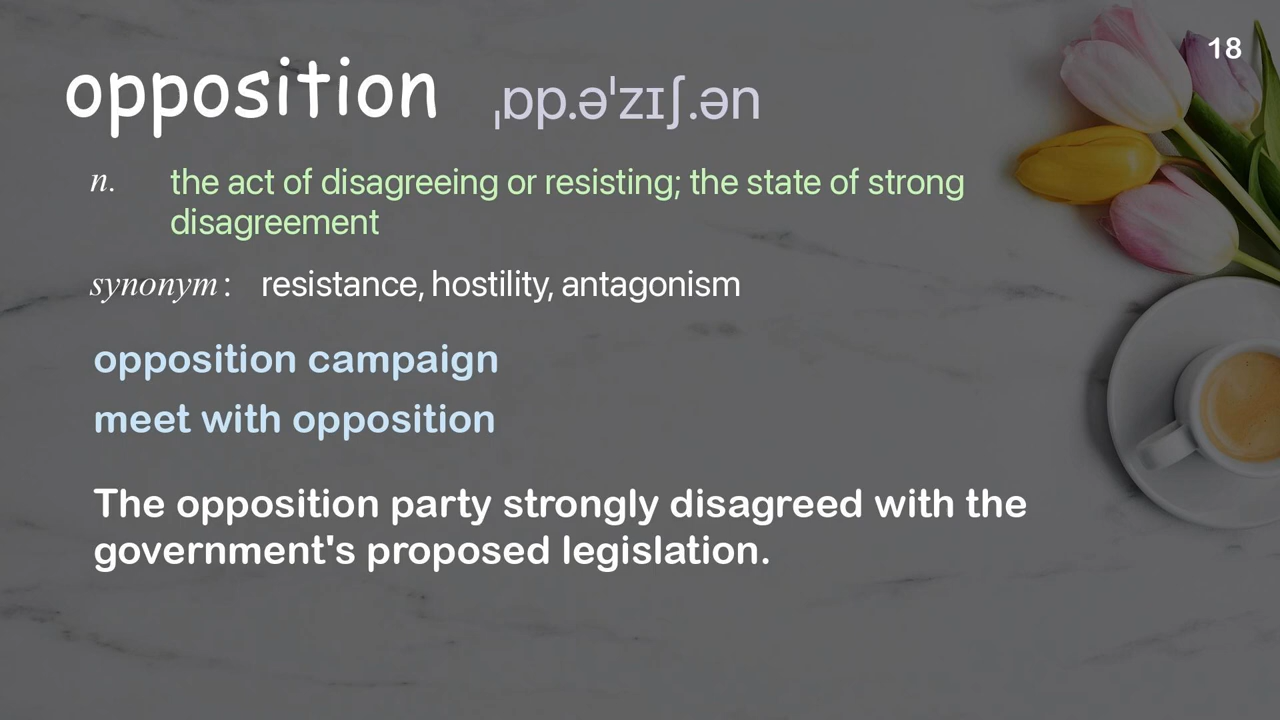 18
opposition ˌɒp.əˈzɪʃ.ən
n. the act of disagreeing or resisting; the state of strong
disagreement
synonym: resistance, hostility, antagonism
opposition campaign
meet with opposition
The opposition party strongly disagreed with the
government's proposed legislation.